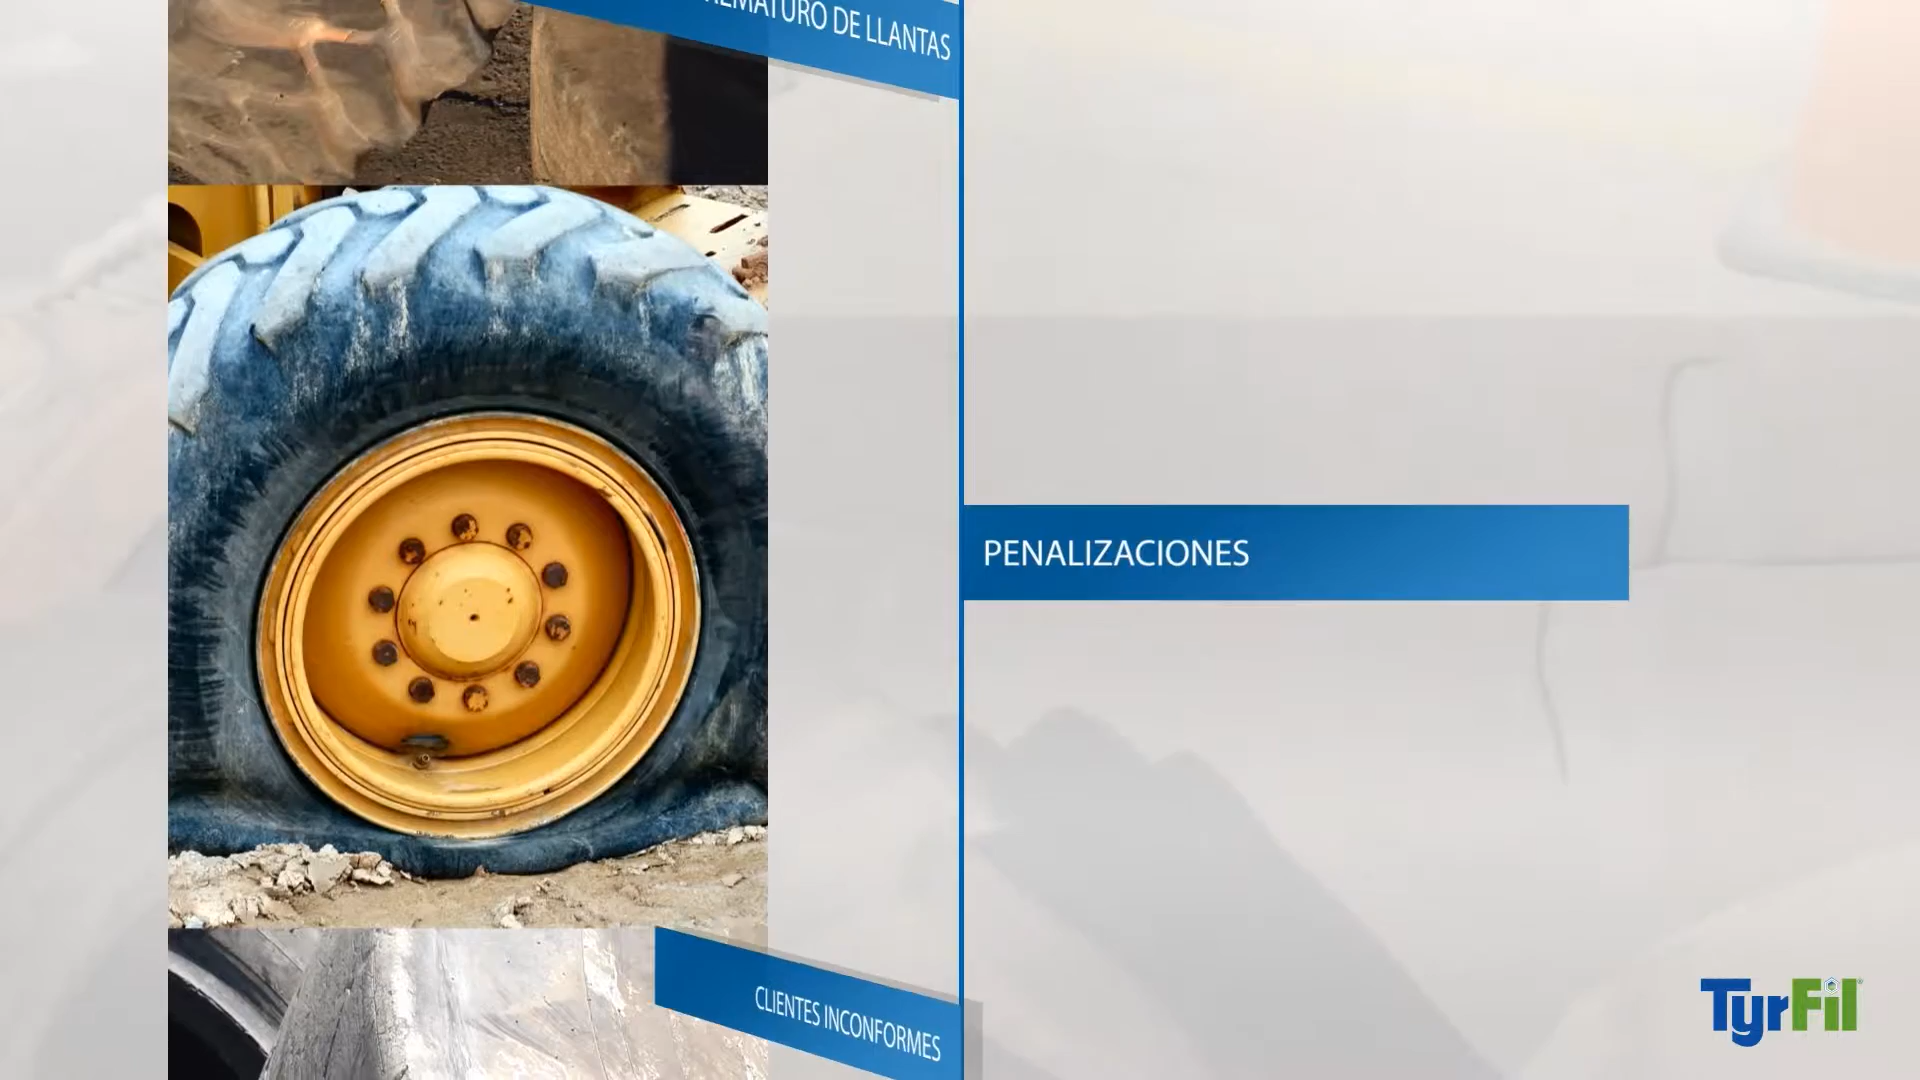 DE LLANTAS
PENALIZACIONES
CLIENTES INCONFORMES
TyrFil